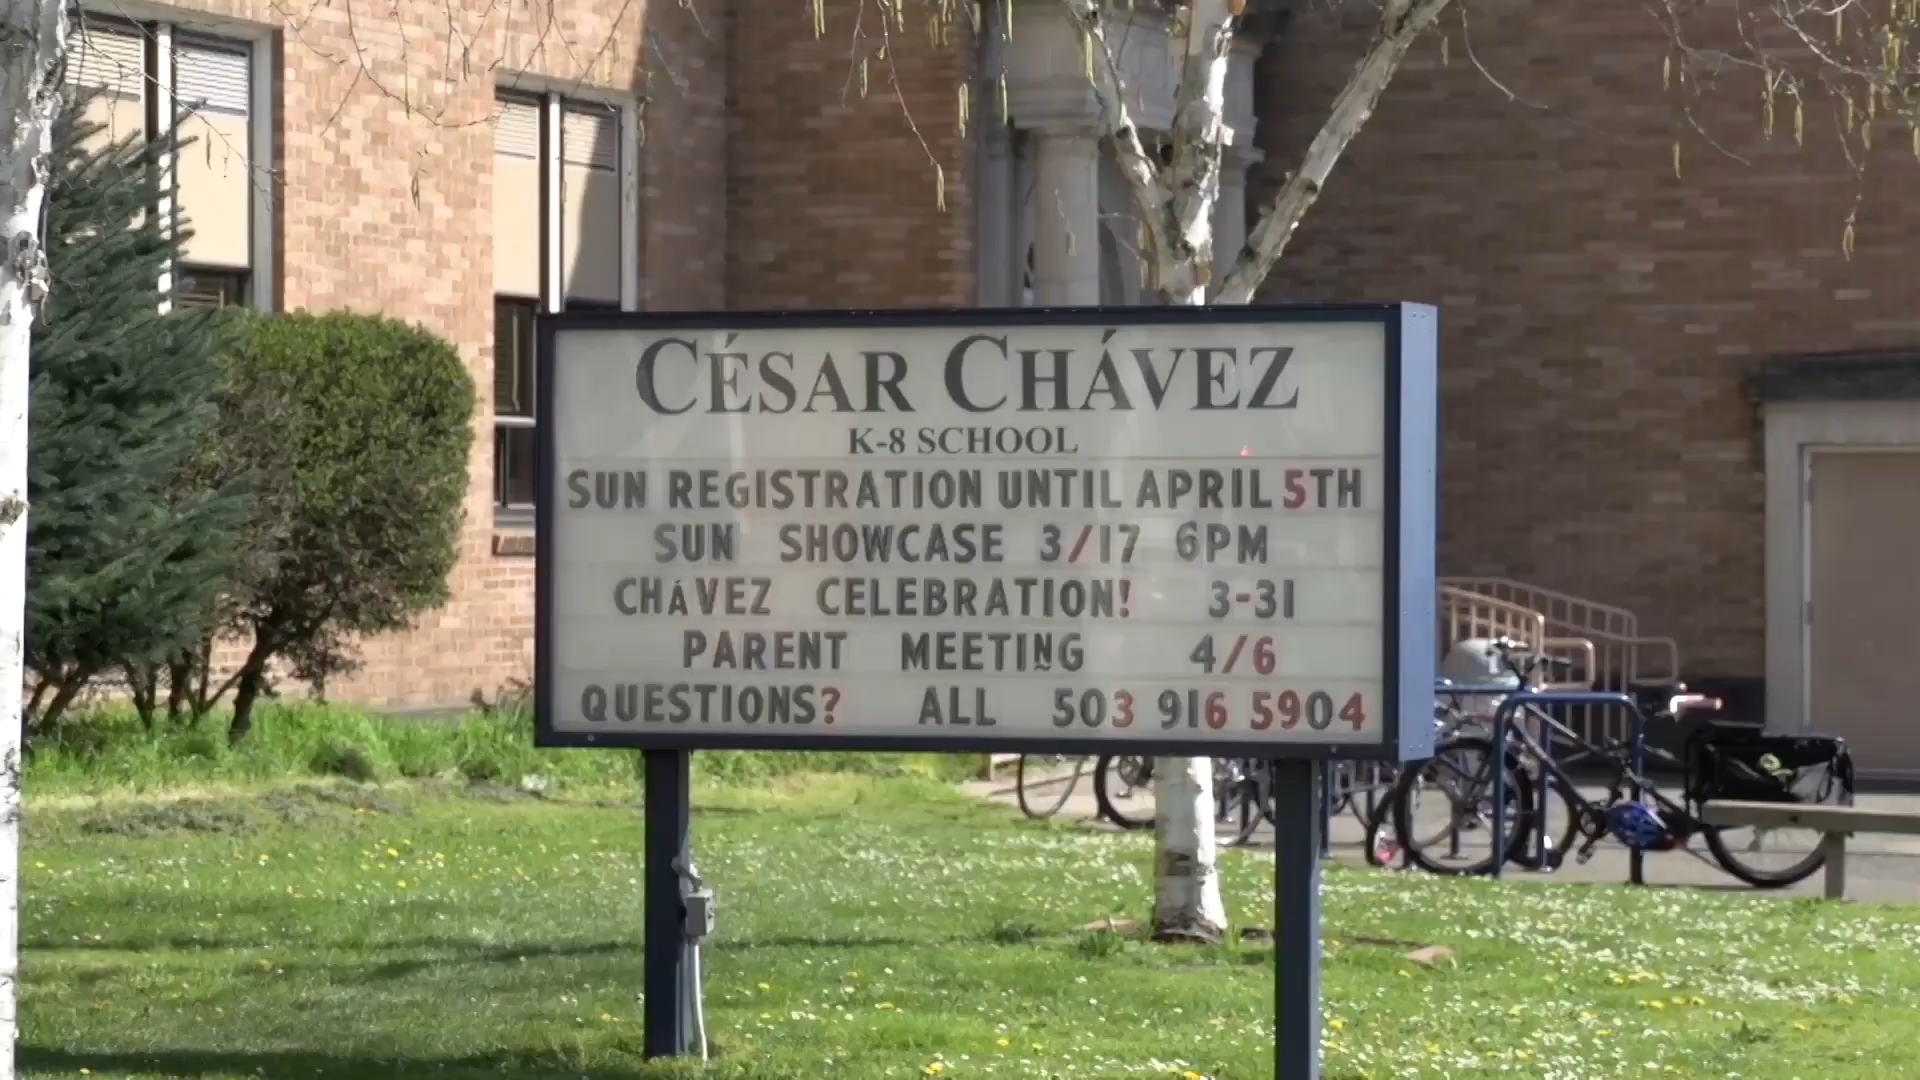 CÉSAR CHÁVEZ
K-8 SCHOOL
SUN REGISTRATION UNTIL APRIL 5TH
SUN SHOWCASE 3/17 6PM
CHÁVEZ CELEBRATION! 3-31
PARENT MEETING 4/6
QUESTIONS? ALL 503 916 5904